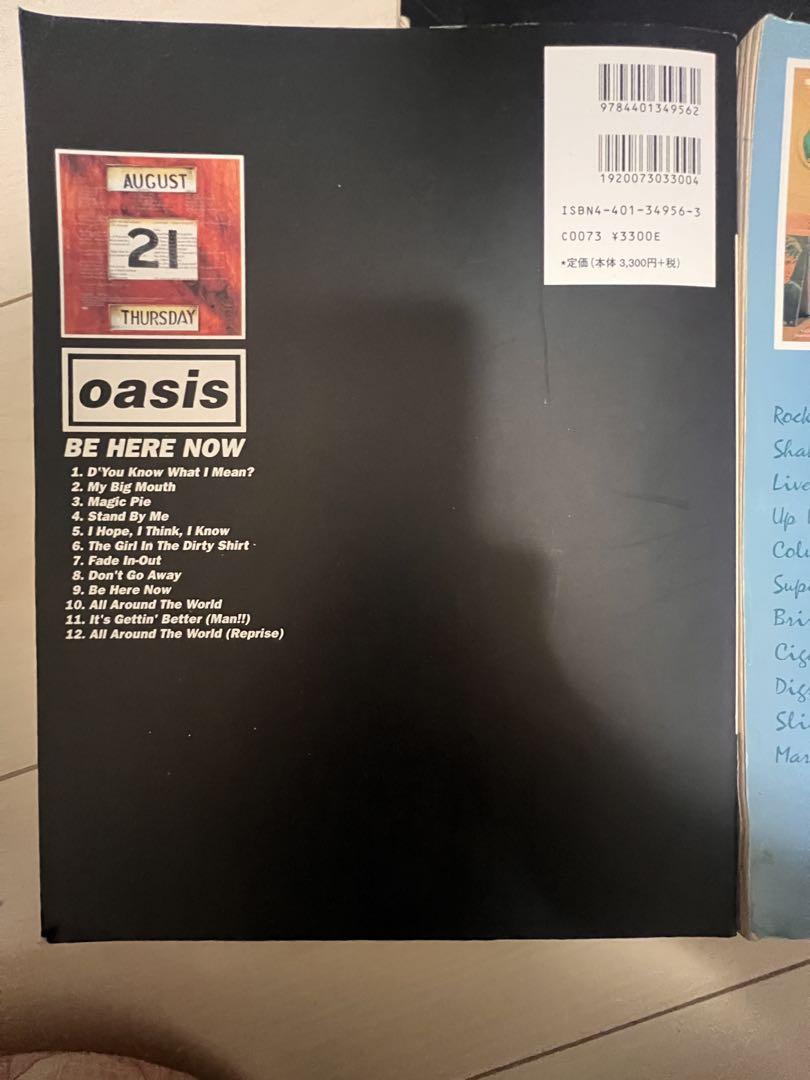 9784401349562
1920073033004
ISBN4-401-34956-3
C0073 ¥3300E
★定価(本体 3,300円+税)
AUGUST
21
THURSDAY
oasis
BE HERE NOW
1. D'You Know What I Mean?
2. My Big Mouth
3. Magic Pie
4. Stand By Me
5. I Hope, I Think, I Know
6. The Girl In The Dirty Shirt
7. Fade In-Out
8. Don't Go Away
9. Be Here Now
10. All Around The World
11. It's Gettin' Better (Man!!)
12. All Around The World (Reprise)
Rock
Live
Up